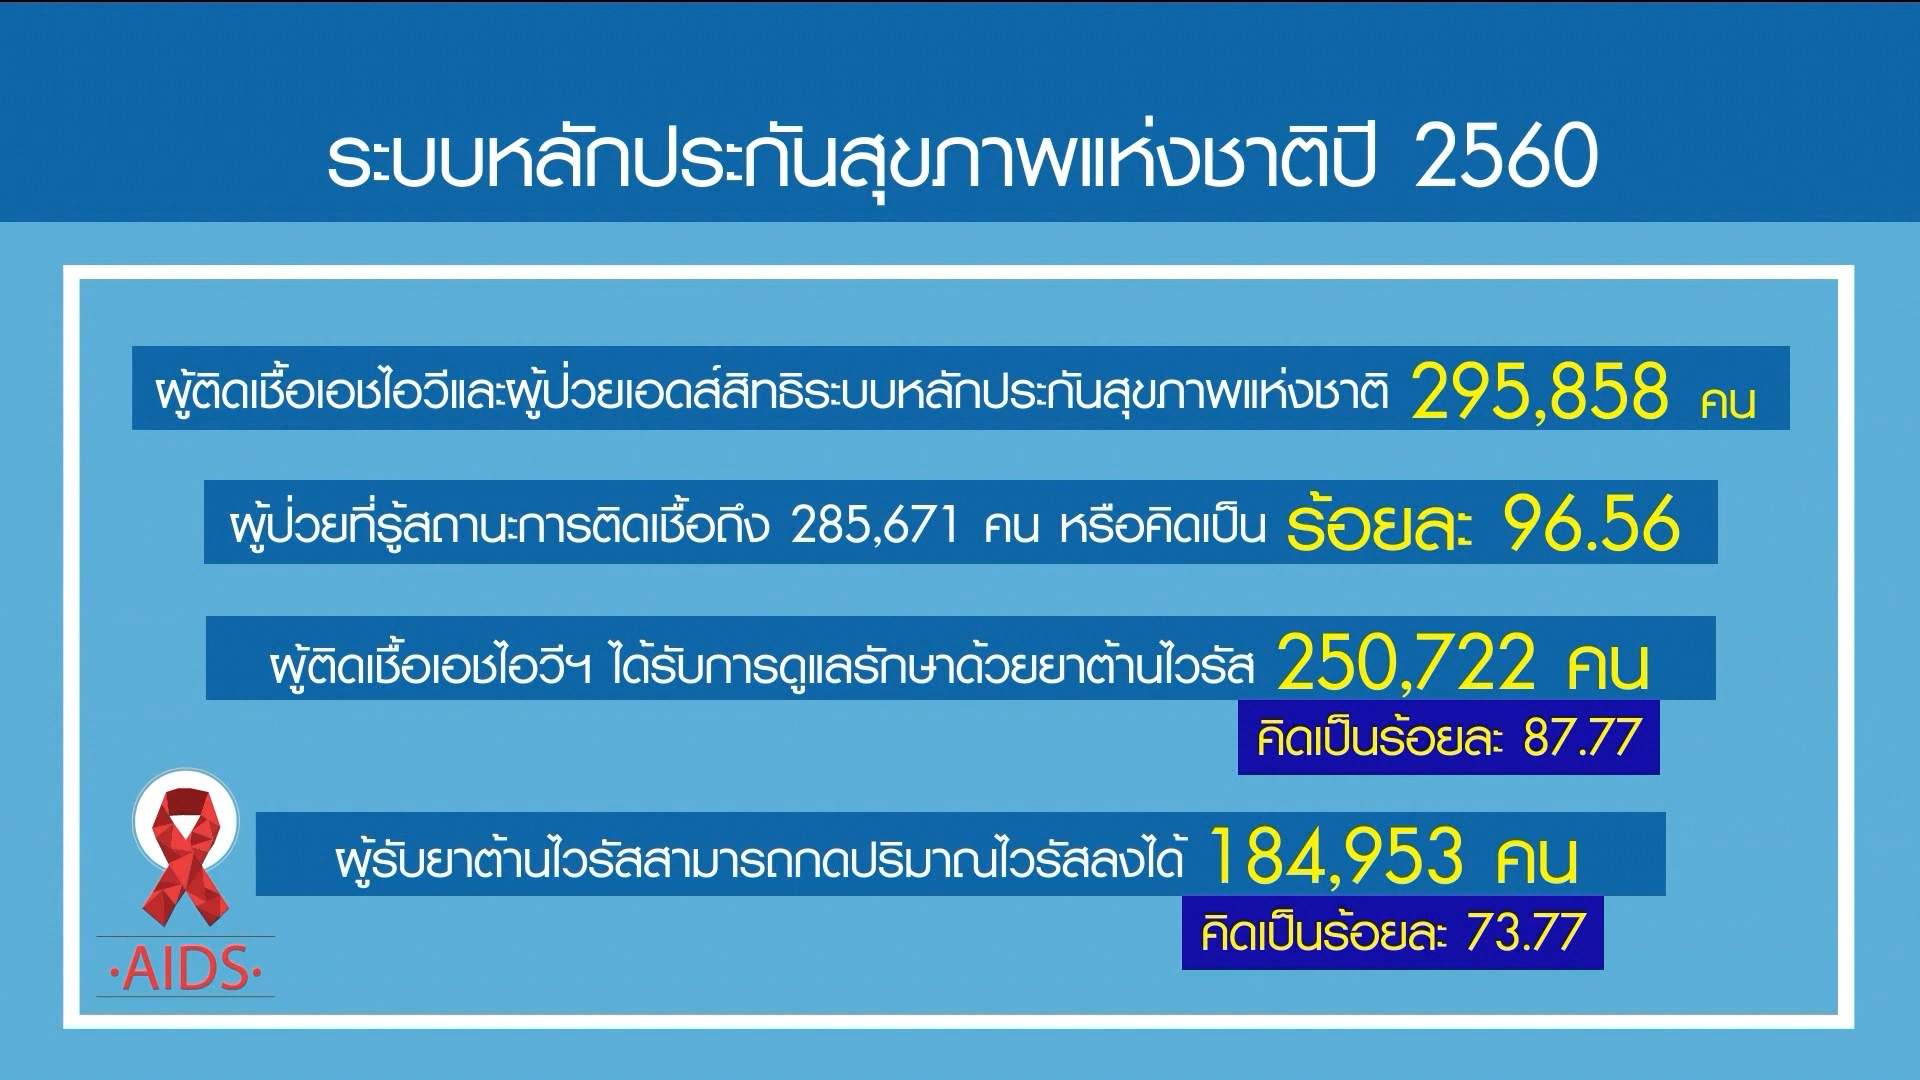 ระบบหลักประกันสุขภาพแห่งชาติปี 2560
ผู้ติดเชื้อเอชไอวีและผู้ป่วยเอดส์สิทธิระบบหลักประกันสุขภาพแห่งชาติ 295,858 คน
ผู้ป่วยที่รู้สถานะการติดเชื้อถึง 285,671 คน หรือคิดเป็น ร้อยละ 96.56
ผู้ติดเชื้อเอชไอวีฯ ได้รับการดูแลรักษาด้วยยาต้านไวรัส 250,722 คน
คิดเป็นร้อยละ 87.77
ผู้รับยาต้านไวรัสสามารถกดปริมาณไวรัสลงได้ 184,953 คน
คิดเป็นร้อยละ 73.77
·AIDS·